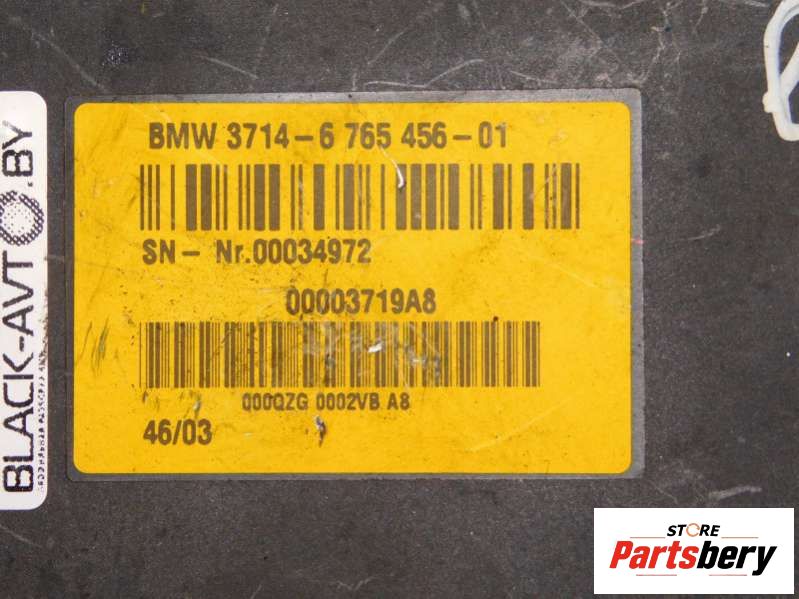 BMW 3714-6 765 456-01
SN- Nr.00034972
00003719A8
000QZG 0002VB A8
46/03
BLACK-AVT.BY
STORE
Partsbery